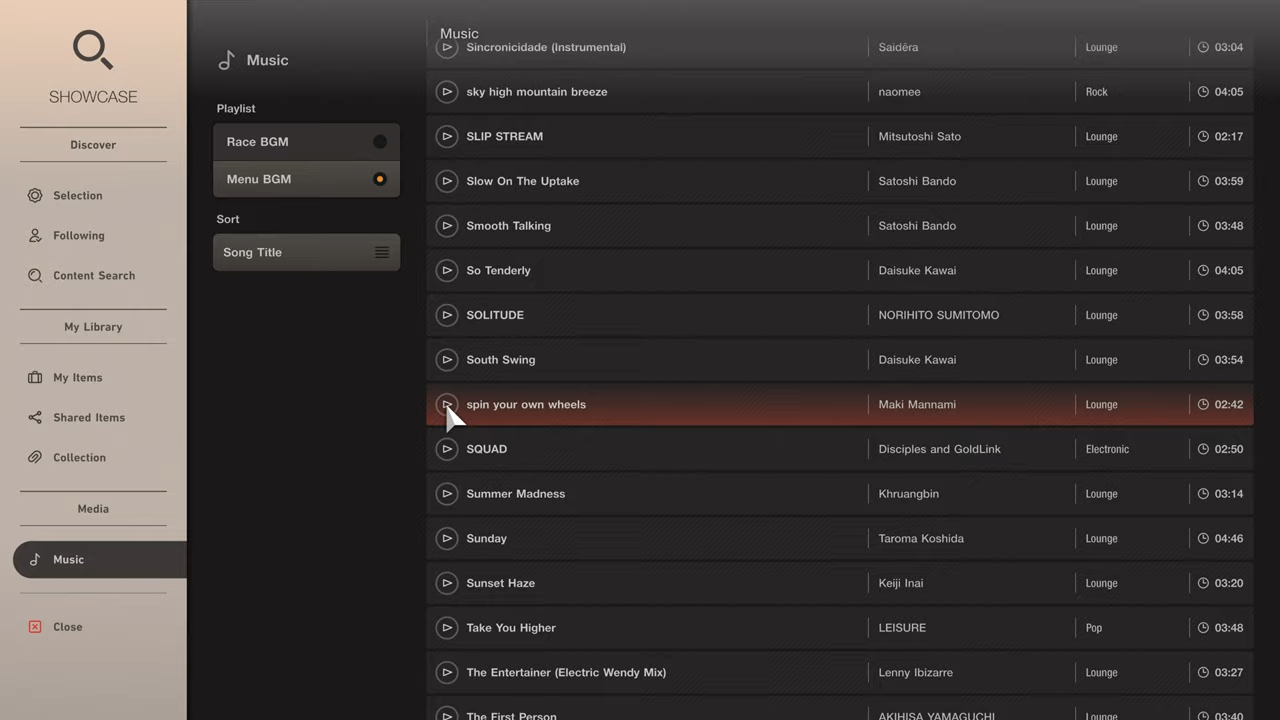 SHOWCASE
Discover
Selection
Following
Content Search
My Library
My Items
Shared Items
Collection
Media
Music
Close
Music
Playlist
Race BGM
Menu BGM
Sort
Song Title
Music
Sincronicidade (Instrumental) Saidēra Lounge 03:04
sky high mountain breeze naomee Rock 04:05
SLIP STREAM Mitsutoshi Sato Lounge 02:17
Slow On The Uptake Satoshi Bando Lounge 03:59
Smooth Talking Satoshi Bando Lounge 03:48
So Tenderly Daisuke Kawai Lounge 04:05
SOLITUDE NORIHITO SUMITOMO Lounge 03:58
South Swing Daisuke Kawai Lounge 03:54
spin your own wheels Maki Mannami Lounge 02:42
SQUAD Disciples and GoldLink Electronic 02:50
Summer Madness Khruangbin Lounge 03:14
Sunday Taroma Koshida Lounge 04:46
Sunset Haze Keiji Inai Lounge 03:20
Take You Higher LEISURE Pop 03:48
The Entertainer (Electric Wendy Mix) Lenny Ibizarre Lounge 03:27
The First Person AKIHISA YAMAGUCHI Lounge 03:40